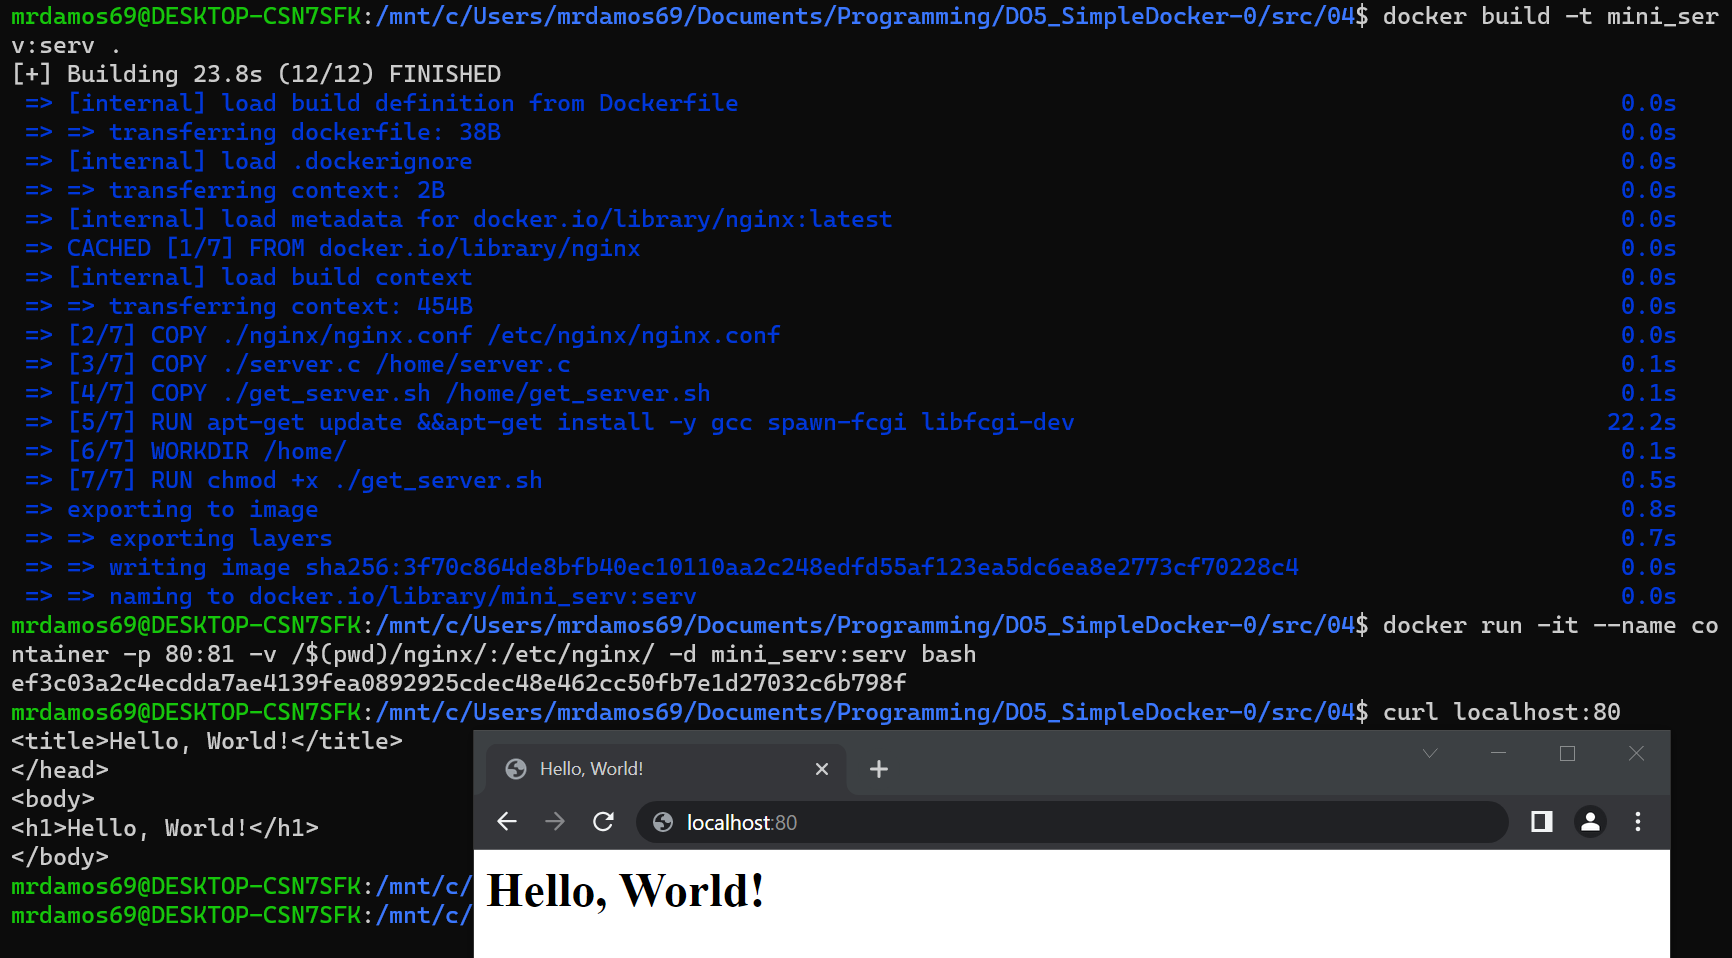 mrdamos69@DESKTOP-CSN7SFK:/mnt/c/Users/mrdamos69/Documents/Programming/DO5_SimpleDocker-0/src/04$ docker build -t mini_ser
v:serv .
[+] Building 23.8s (12/12) FINISHED
=> [internal] load build definition from Dockerfile 0.0s
=> => transferring dockerfile: 38B 0.0s
=> [internal] load .dockerignore 0.0s
=> => transferring context: 2B 0.0s
=> [internal] load metadata for docker.io/library/nginx:latest 0.0s
=> CACHED [1/7] FROM docker.io/library/nginx 0.0s
=> [internal] load build context 0.0s
=> => transferring context: 454B 0.0s
=> [2/7] COPY ./nginx/nginx.conf /etc/nginx/nginx.conf 0.0s
=> [3/7] COPY ./server.c /home/server.c 0.1s
=> [4/7] COPY ./get_server.sh /home/get_server.sh 0.1s
=> [5/7] RUN apt-get update &&apt-get install -y gcc spawn-fcgi libfcgi-dev 22.2s
=> [6/7] WORKDIR /home/ 0.1s
=> [7/7] RUN chmod +x ./get_server.sh 0.5s
=> exporting to image 0.8s
=> => exporting layers 0.7s
=> => writing image sha256:3f70c864de8bfb40ec10110aa2c248edfd55af123ea5dc6ea8e2773cf70228c4 0.0s
=> => naming to docker.io/library/mini_serv:serv 0.0s
mrdamos69@DESKTOP-CSN7SFK:/mnt/c/Users/mrdamos69/Documents/Programming/DO5_SimpleDocker-0/src/04$ docker run -it --name co
ntainer -p 80:81 -v /$(pwd)/nginx/:/etc/nginx/ -d mini_serv:serv bash
ef3c03a2c4ecdda7ae4139fea0892925cdec48e462cc50fb7e1d27032c6b798f
mrdamos69@DESKTOP-CSN7SFK:/mnt/c/Users/mrdamos69/Documents/Programming/DO5_SimpleDocker-0/src/04$ curl localhost:80
<title>Hello, World!</title>
</head>
<body>
<h1>Hello, World!</h1>
</body>
mrdamos69@DESKTOP-CSN7SFK:/mnt/c/
mrdamos69@DESKTOP-CSN7SFK:/mnt/c/
Hello, World!
localhost:80
Hello, World!